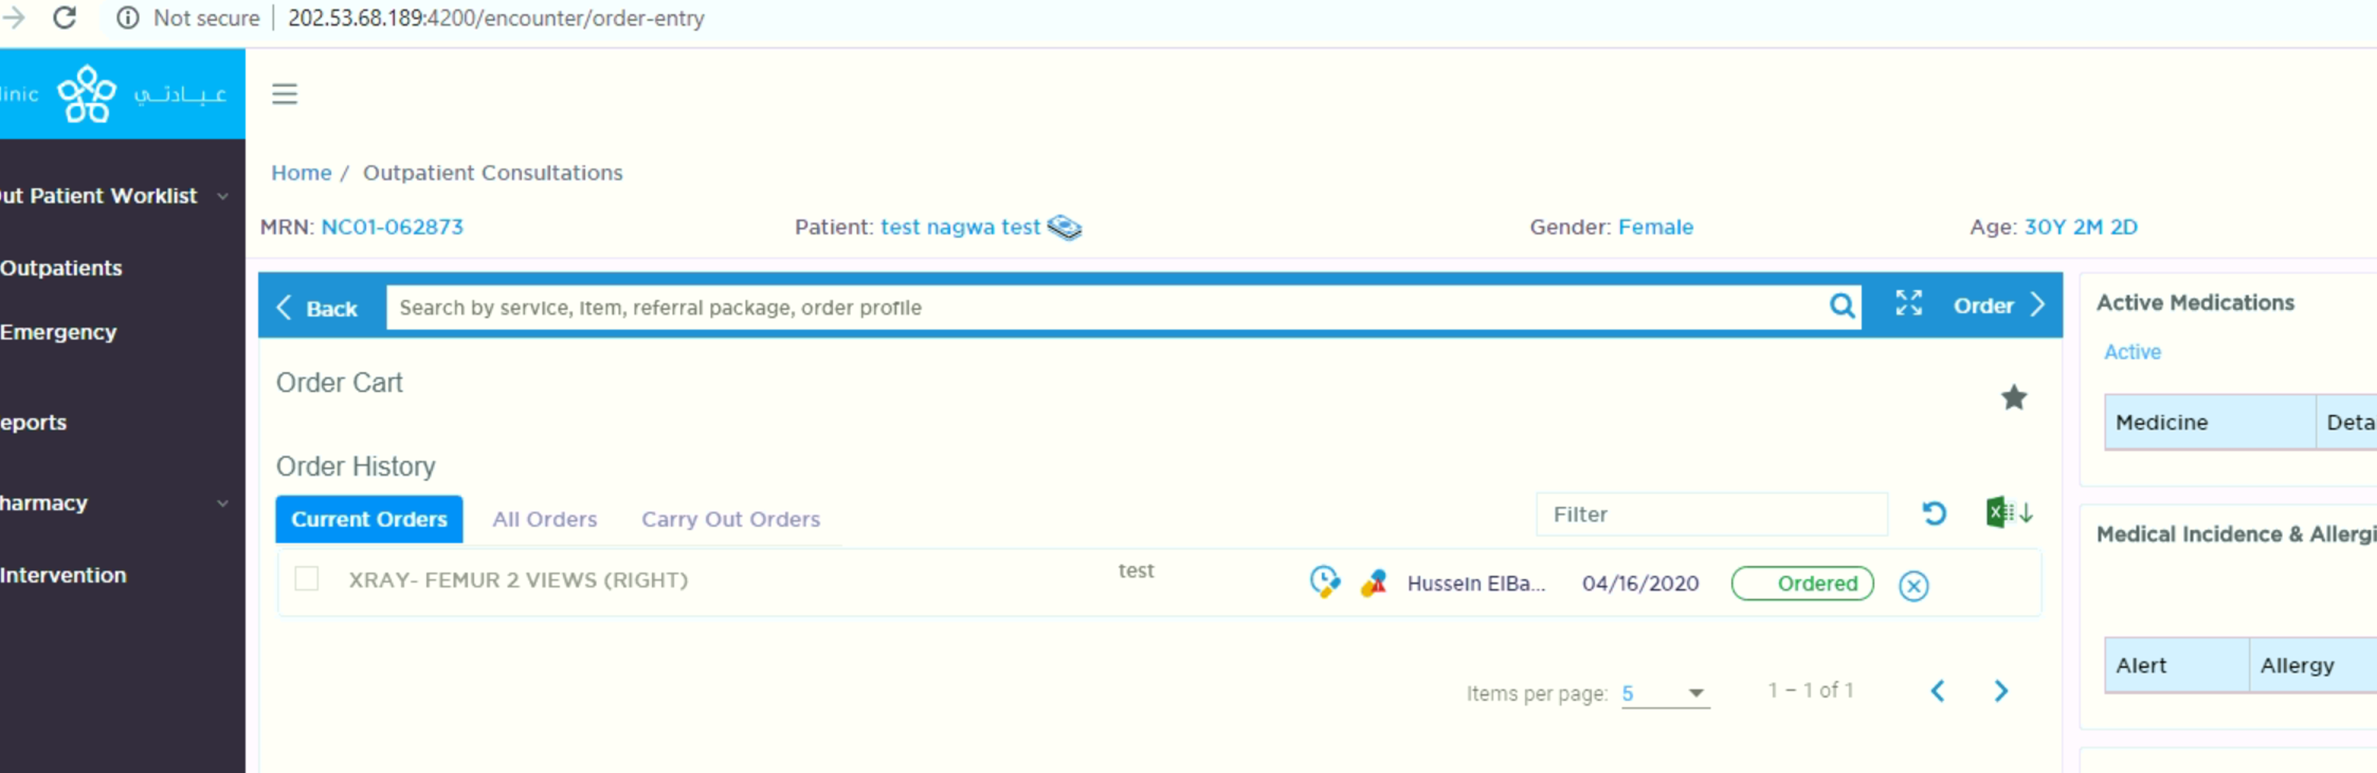 Not secure | 202.53.68.189:4200/encounter/order-entry
linic عيادتي
Home / Outpatient Consultations
ut Patient Worklist
MRN: NC01-062873 Patient: test nagwa test Gender: Female Age: 30Y 2M 2D
Outpatients
Back Search by service, item, referral package, order profile Order Active Medications
Emergency
Active
Order Cart
eports Medicine Deta
Order History
harmacy
Current Orders All Orders Carry Out Orders Filter
Medical Incidence & Allergi
Intervention XRAY- FEMUR 2 VIEWS (RIGHT) test Hussein ElBa... 04/16/2020 Ordered
Alert Allergy
Items per page: 5 1 – 1 of 1